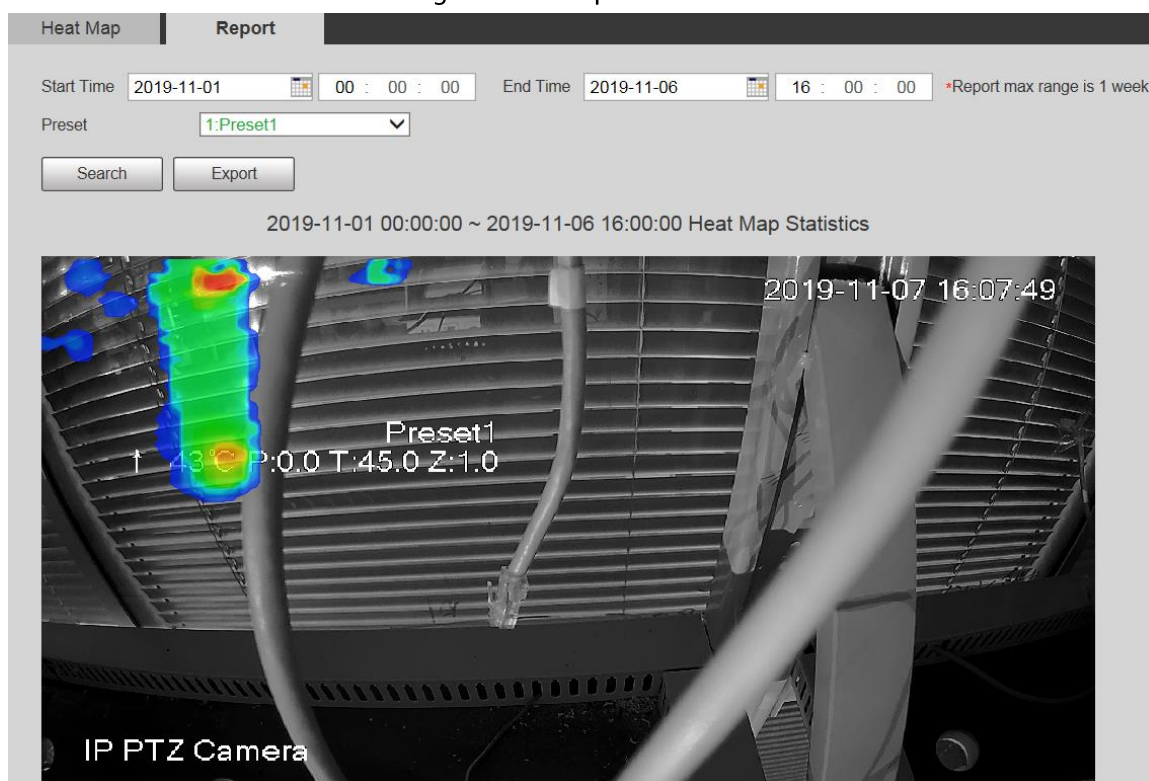 Heat Map Report
Start Time 2019-11-01 00 : 00 : 00 End Time 2019-11-06 16 : 00 : 00 *Report max range is 1 week
Preset 1:Preset1
Search Export
2019-11-01 00:00:00 ~ 2019-11-06 16:00:00 Heat Map Statistics
2019-11-07 16:07:49
Preset1
↑ 43℃ P:0.0 T:45.0 Z:1.0
IP PTZ Camera